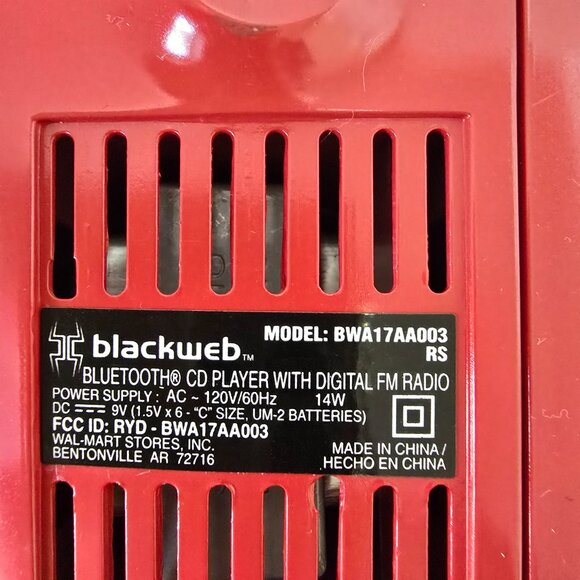 blackweb™
MODEL: BWA17AA003
RS
BLUETOOTH® CD PLAYER WITH DIGITAL FM RADIO
POWER SUPPLY : AC ~ 120V/60Hz 14W
DC ⎓ 9V (1.5V x 6 - "C" SIZE, UM-2 BATTERIES)
FCC ID: RYD - BWA17AA003
WAL-MART STORES, INC.
BENTONVILLE AR 72716
MADE IN CHINA /
HECHO EN CHINA